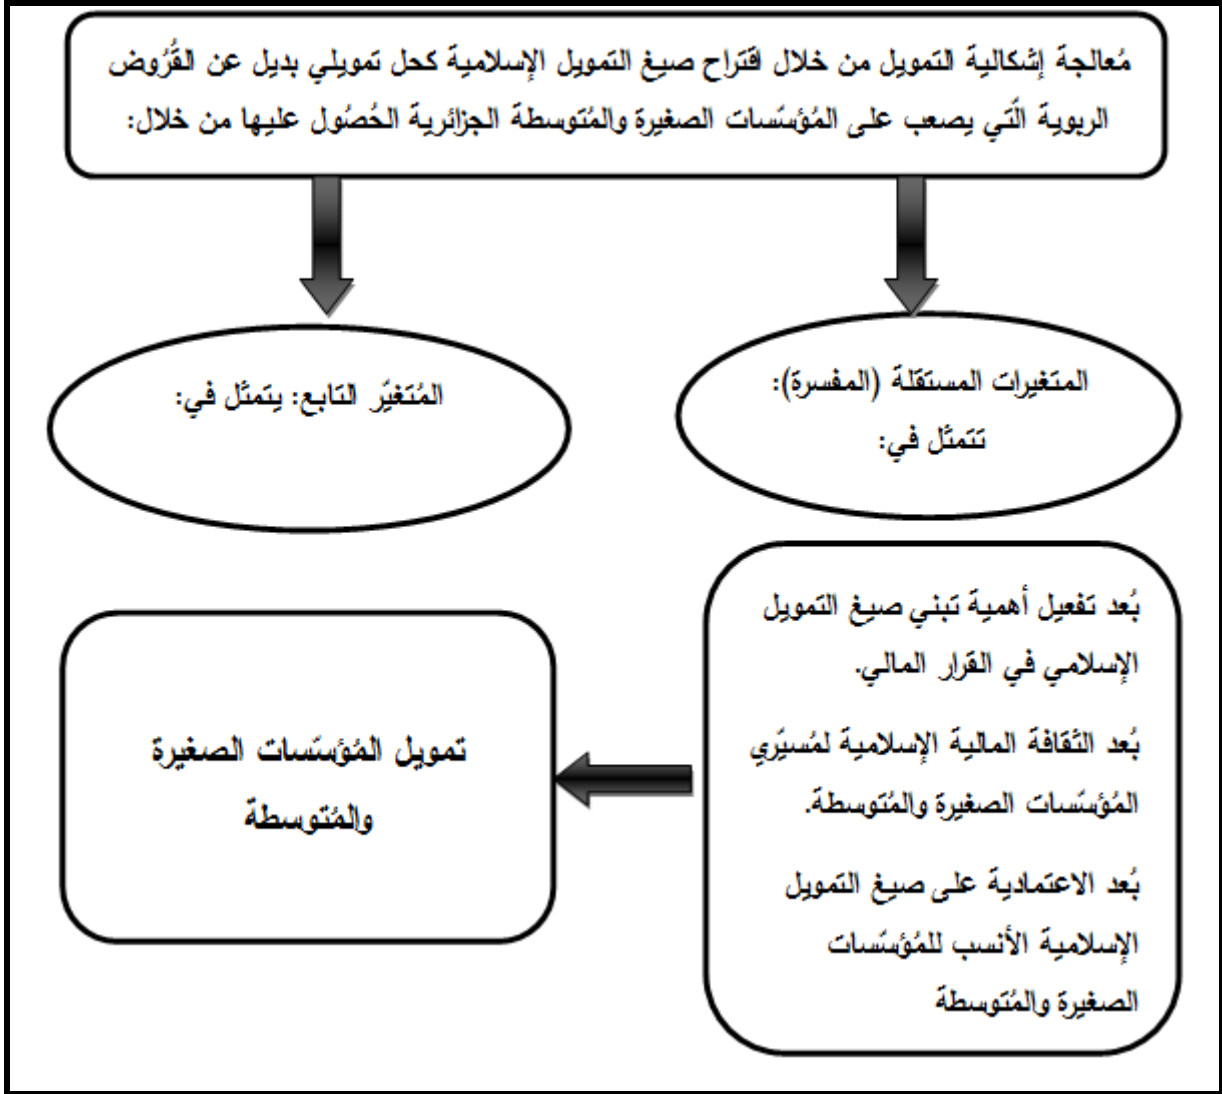 مُعالجة إشكالية التمويل من خلال اقتراح صيغ التمويل الإسلامية كحل تمويلي بديل عن القُرُوض
الربوية الّتي يصعب على المُؤسّسات الصغيرة والمُتوسطة الجزائرية الحُصُول عليها من خلال:
المتغيرات المستقلة (المفسرة):
تتمثل في:
المُتغيّر التابع: يتمثل في:
بُعد تفعيل أهمية تبني صيغ التمويل
الإسلامي في القرار المالي.
بُعد الثّقافة المالية الإسلامية لمُسيّري
المُؤسّسات الصغيرة والمُتوسطة.
بُعد الاعتمادية على صيغ التمويل
الإسلامية الأنسب للمُؤسّسات
الصغيرة والمُتوسطة
تمويل المُؤسّسات الصغيرة
والمُتوسطة